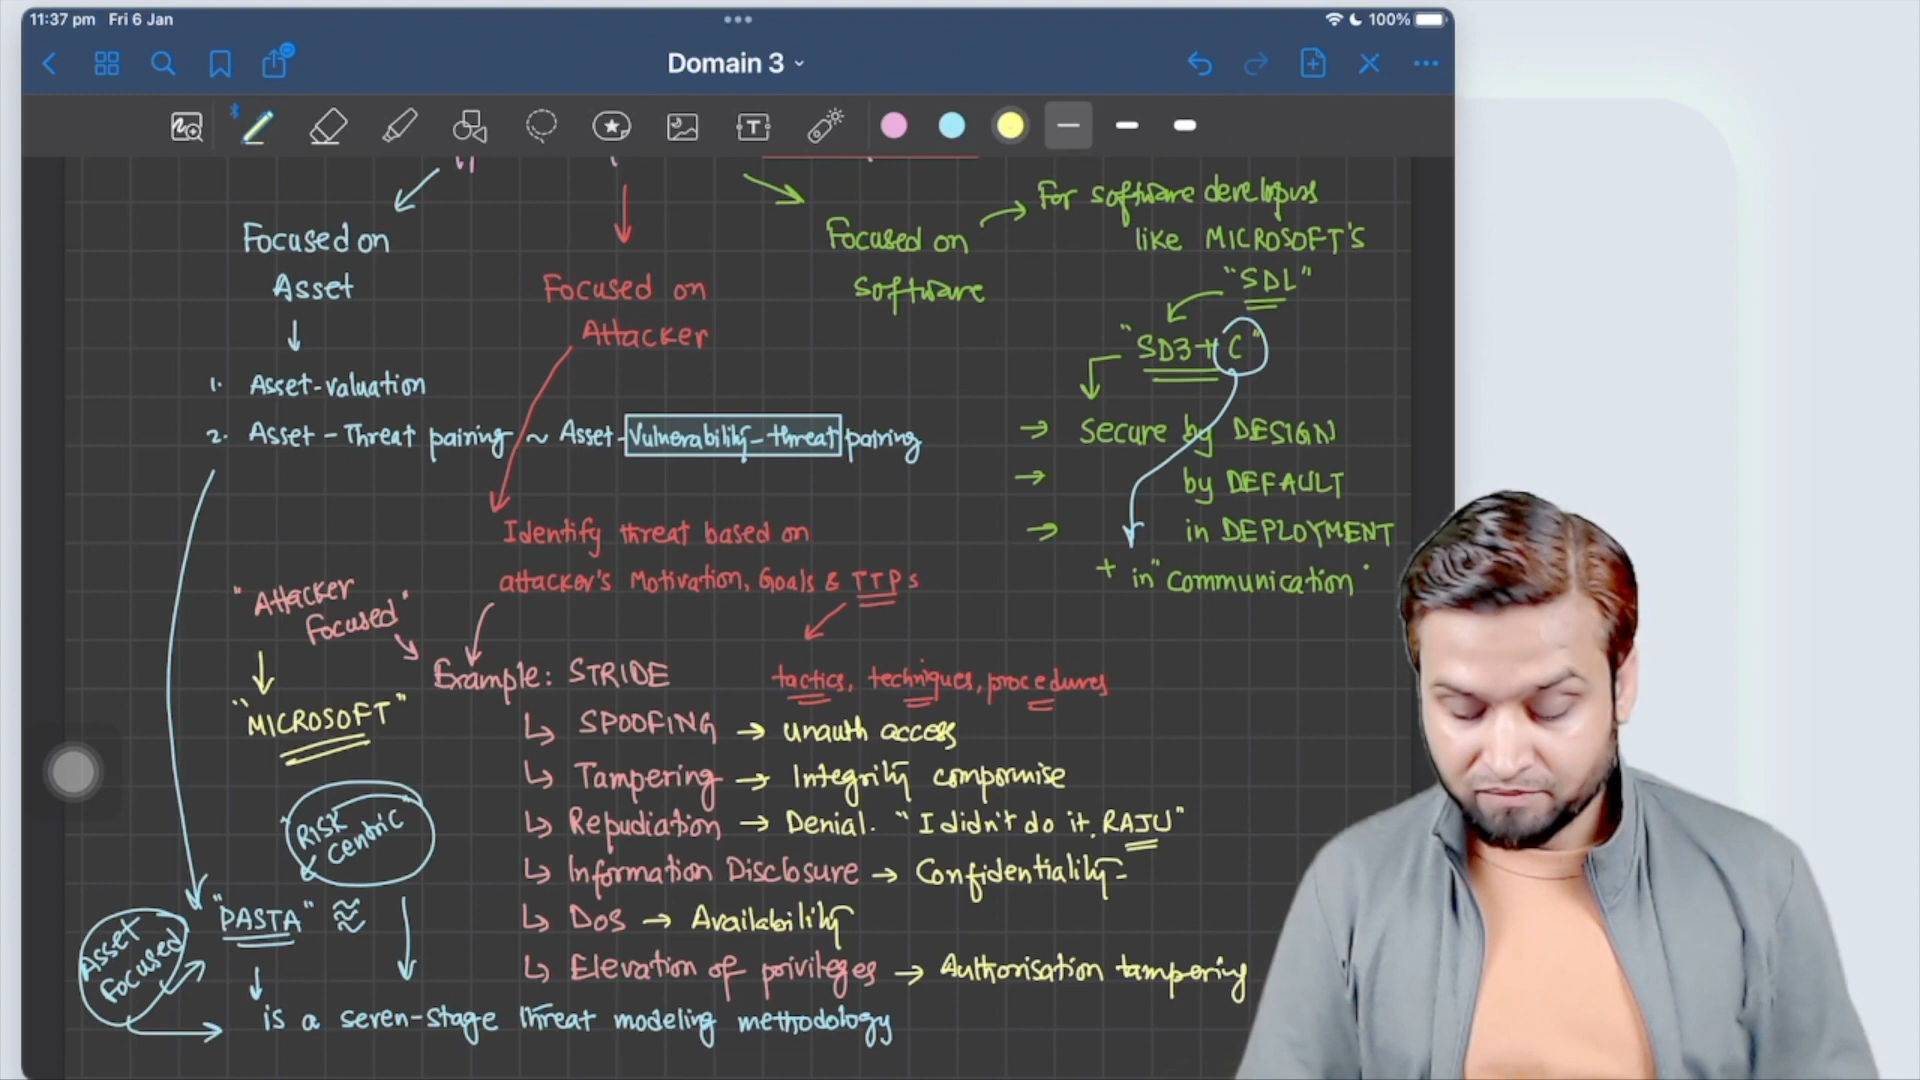 11:37 pm Fri 6 Jan
100%
Domain 3
Focused on
Asset
1. Asset-valuation
2. Asset - Threat pairing ~ Asset-Vulnerability-threat pairing
Focused on
Attacker
Identify threat based on
attacker's Motivation, Goals & TTPs
tactics, techniques, procedures
Focused on
Software
For software developers
like MICROSOFT'S
"SDL"
"SD3+C"
→ Secure by DESIGN
→ by DEFAULT
→ in DEPLOYMENT
+ in "Communication"
"Attacker
Focused"
"MICROSOFT"
Example: STRIDE
↳ SPOOFING → unauth access
↳ Tampering → Integrity compormise
↳ Repudiation → Denial. "I didn't do it, RAJU"
↳ Information Disclosure → Confidentiality-
↳ DoS → Availability
↳ Elevation of privileges → Authorisation tampering
"RISK
Centric"
"PASTA" ≈
Asset
Focused
is a seven-stage threat modeling methodology